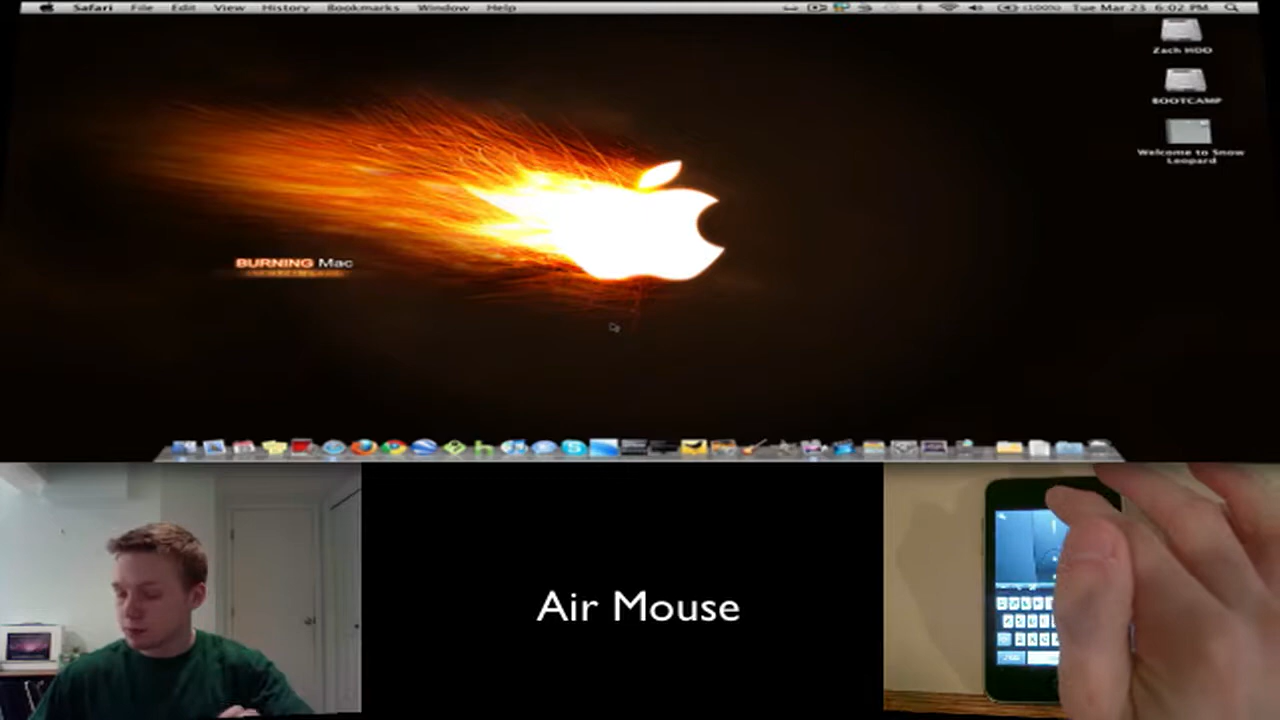 Safari File Edit View History Bookmarks Window Help (100%) Tue Mar 23 6:02 PM
Zach HDD
BOOTCAMP
Welcome to Snow
Leopard
BURNING Mac
Air Mouse